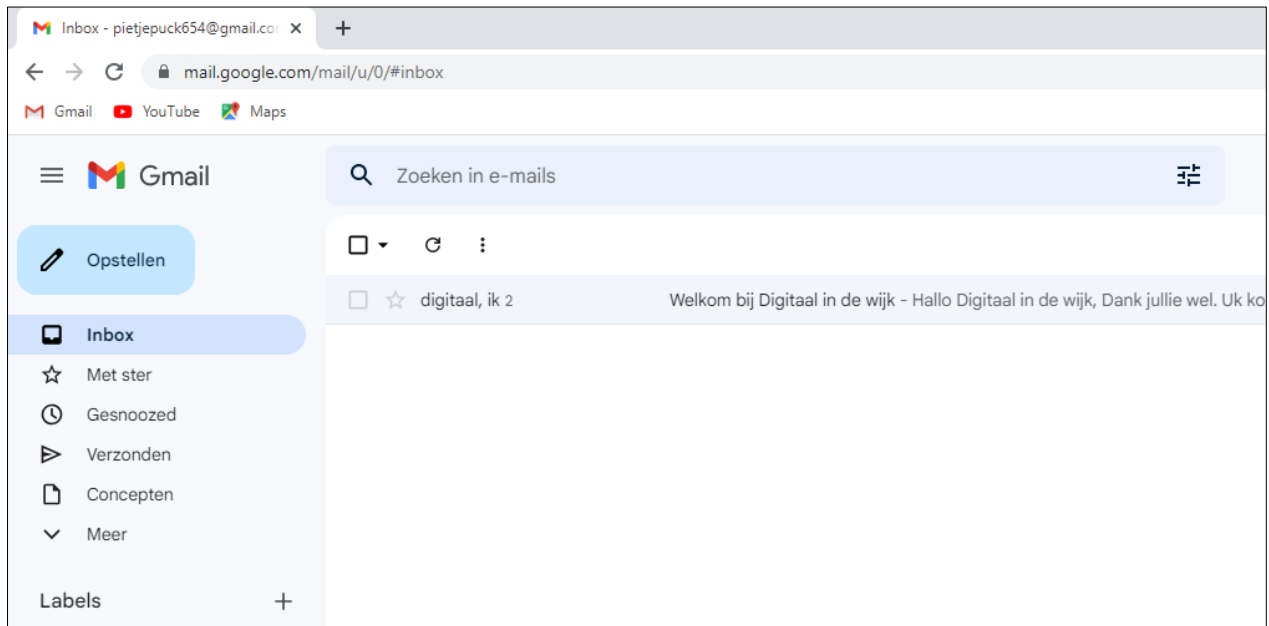 Inbox - pietjepuck654@gmail.cor
mail.google.com/mail/u/0/#inbox
Gmail YouTube Maps
Gmail
Zoeken in e-mails
Opstellen
digitaal, ik 2 Welkom bij Digitaal in de wijk - Hallo Digitaal in de wijk, Dank jullie wel. Uk ko
Inbox
Met ster
Gesnoozed
Verzonden
Concepten
Meer
Labels